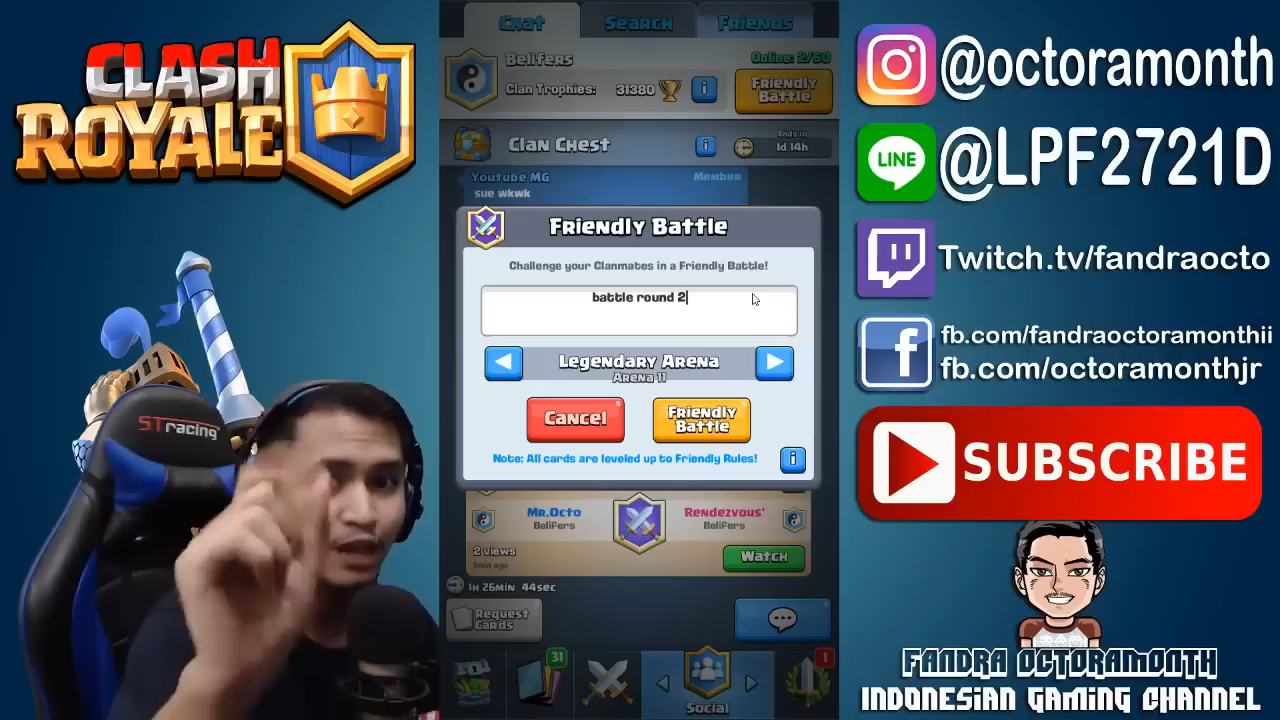 CLASH
ROYALE
STracing
Chat
Search
Friends
Belifers
Online: 2/50
Clan Trophies: 31380
i
Friendly
Battle
Clan Chest
i
Ends in
1d 14h
Youtube MG
Member
sue wkwk
Friendly Battle
Challenge your Clanmates in a Friendly Battle!
battle round 2
Legendary Arena
Arena 11
Cancel
Friendly
Battle
Note: All cards are leveled up to Friendly Rules!
i
Mr.Octo
Belifers
Rendezvous'
Belifers
2 views
1min ago
Watch
1H 26MIN 44sec
Request
Cards
31
Social
1
@octoramonth
LINE
@LPF2721D
Twitch.tv/fandraocto
fb.com/fandraoctoramonthii
fb.com/octoramonthjr
SUBSCRIBE
FANDRA OCTORAMONTH
INDONESIAN GAMING CHANNEL